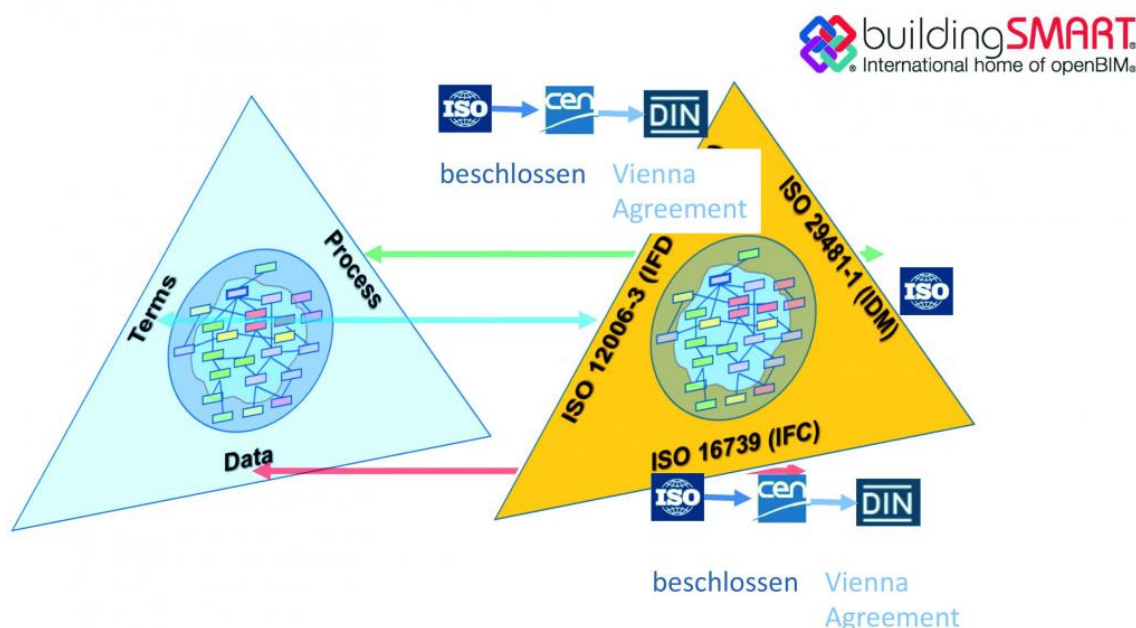 buildingSMART®
International home of openBIM®
ISO
cen
DIN
beschlossen
Vienna
Agreement
Terms
Process
Data
ISO 12006-3 (IFD
ISO 29481-1 (IDM)
ISO
ISO 16739 (IFC)
ISO
cen
DIN
beschlossen
Vienna
Agreement